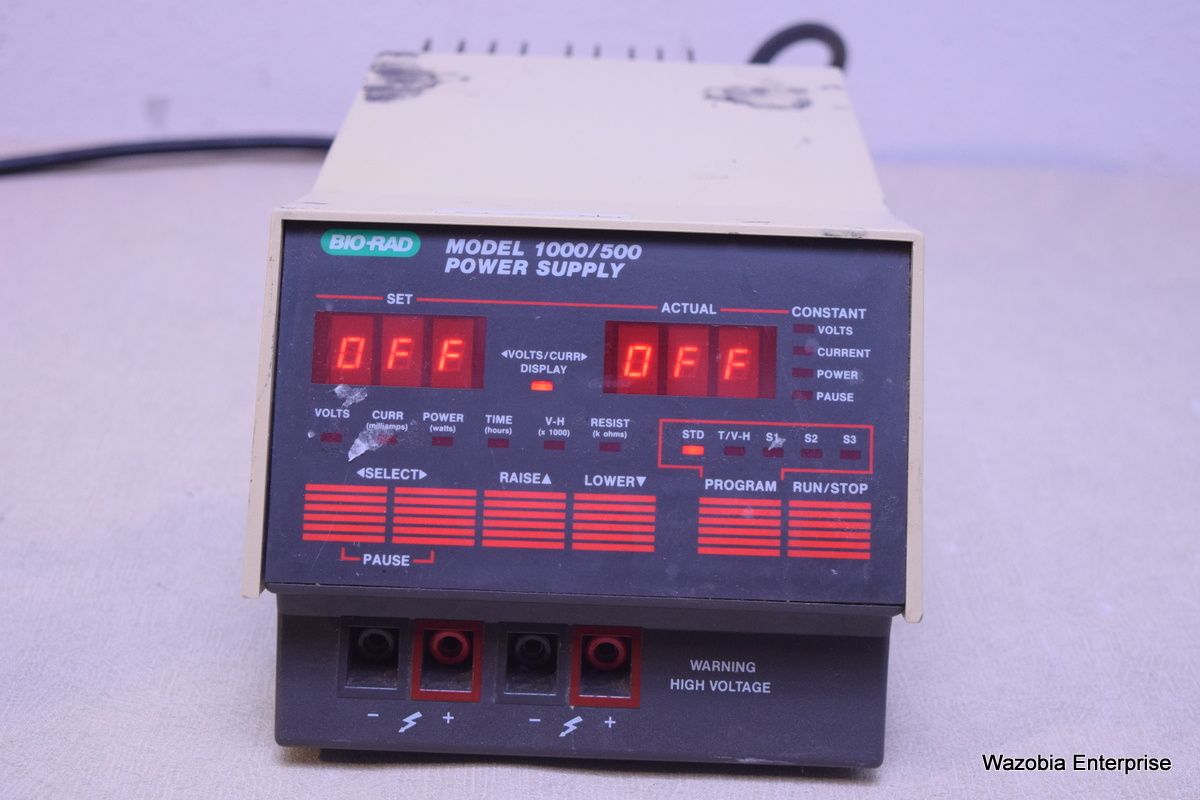 BIO-RAD
MODEL 1000/500
POWER SUPPLY
SET
ACTUAL
CONSTANT
VOLTS
CURRENT
POWER
PAUSE
OFF
◀VOLTS/CURR▶
DISPLAY
OFF
VOLTS
CURR
(milliamps)
POWER
(watts)
TIME
(hours)
V-H
(x 1000)
RESIST
(k ohms)
STD T/V-H S1 S2 S3
◀SELECT▶
RAISE▲
LOWER▼
PROGRAM
RUN/STOP
PAUSE
WARNING
HIGH VOLTAGE
− +
− +
Wazobia Enterprise